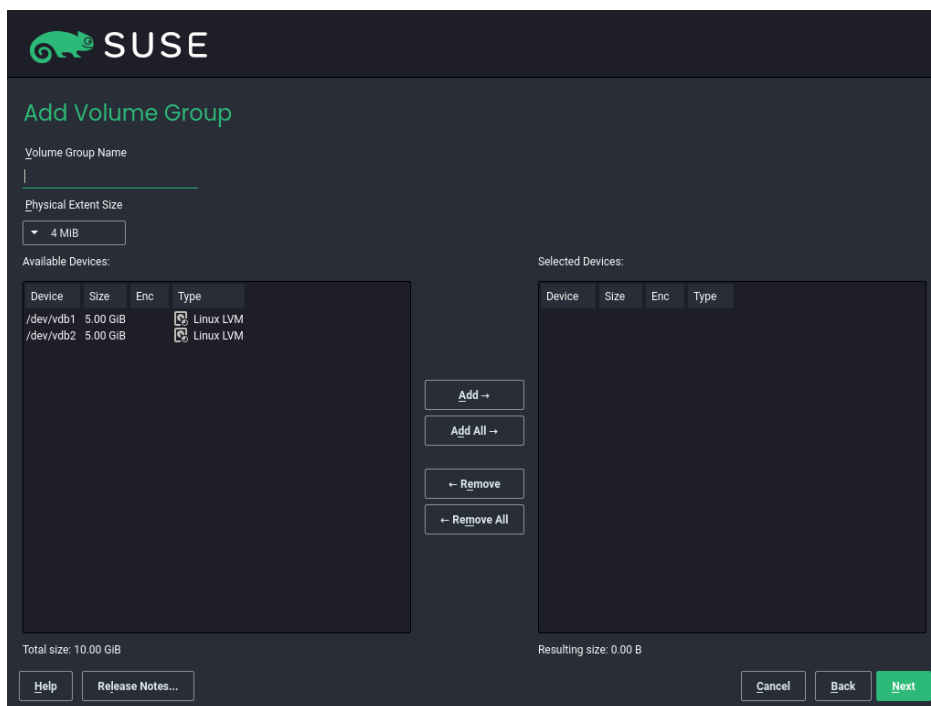 SUSE
Add Volume Group
Volume Group Name
Physical Extent Size
4 MiB
Available Devices:
Device Size Enc Type
/dev/vdb1 5.00 GiB Linux LVM
/dev/vdb2 5.00 GiB Linux LVM
Total size: 10.00 GiB
Add →
Add All →
← Remove
← Remove All
Selected Devices:
Device Size Enc Type
Resulting size: 0.00 B
Help Release Notes... Cancel Back Next